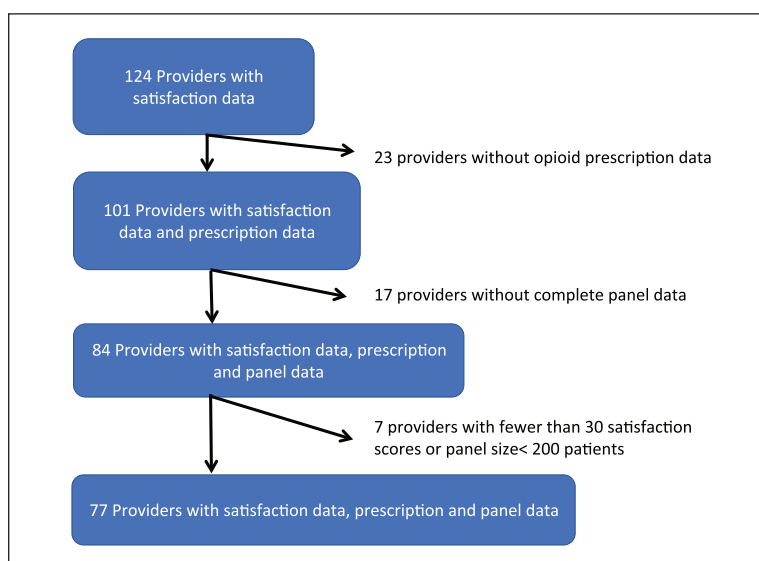 124 Providers with
satisfaction data
23 providers without opioid prescription data
101 Providers with satisfaction
data and prescription data
17 providers without complete panel data
84 Providers with satisfaction data, prescription
and panel data
7 providers with fewer than 30 satisfaction
scores or panel size< 200 patients
77 Providers with satisfaction data, prescription and panel data